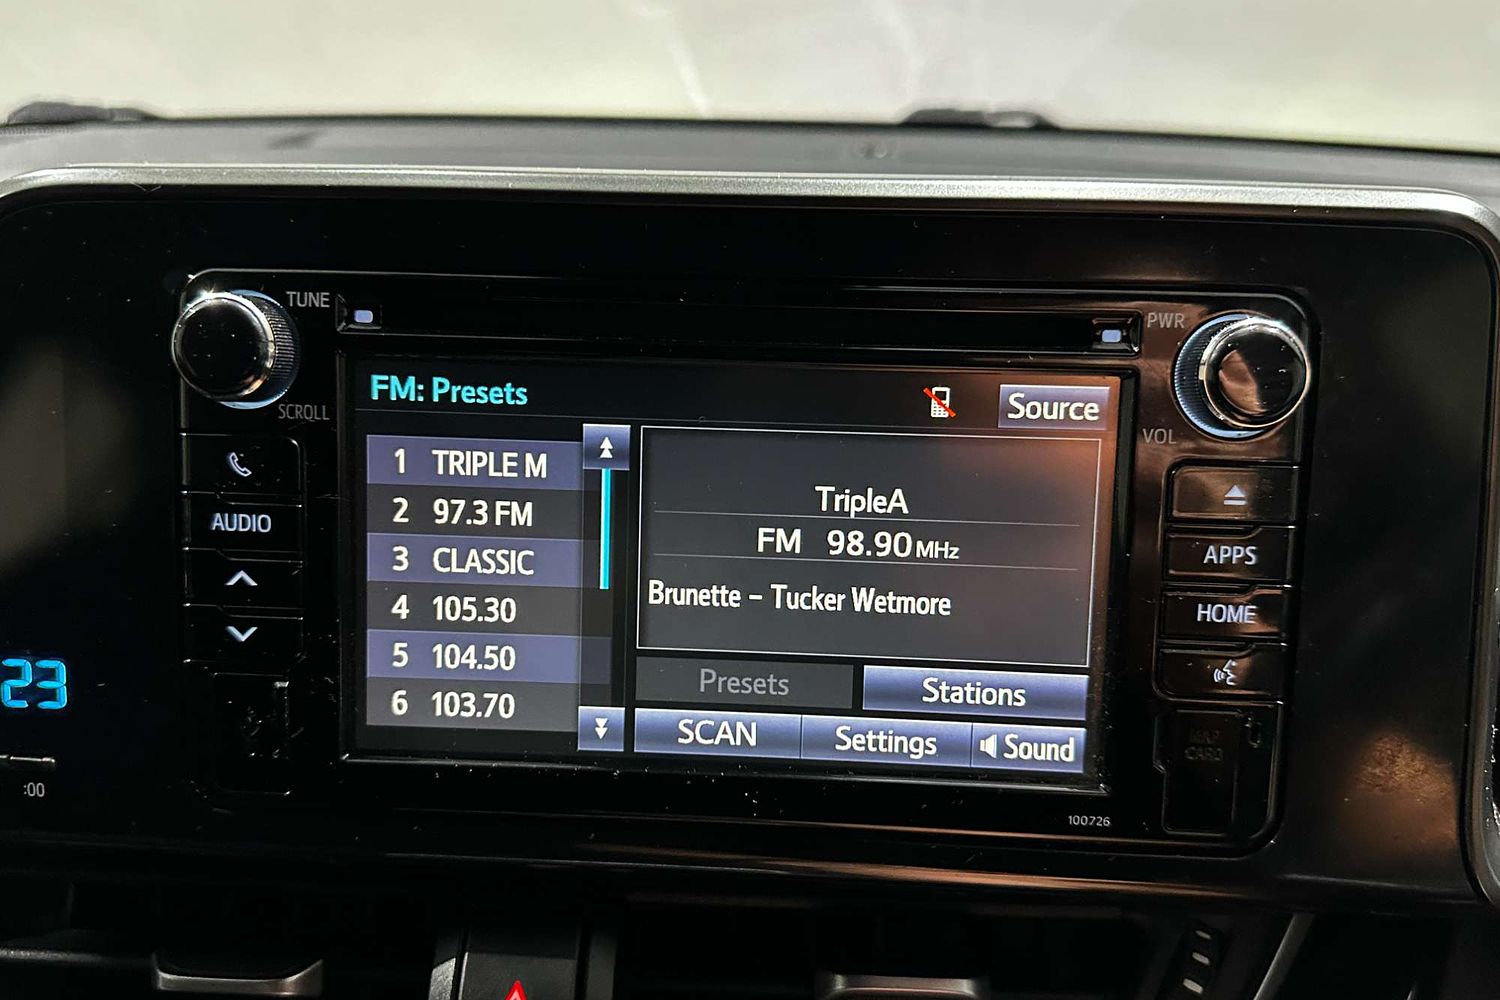 TUNE
SCROLL
PWR
VOL
FM: Presets
Source
1 TRIPLE M
2 97.3 FM
3 CLASSIC
4 105.30
5 104.50
6 103.70
TripleA
FM 98.90 MHz
Brunette – Tucker Wetmore
Presets
Stations
SCAN
Settings
Sound
AUDIO
APPS
HOME
MAP
CARD
23
:00
100726